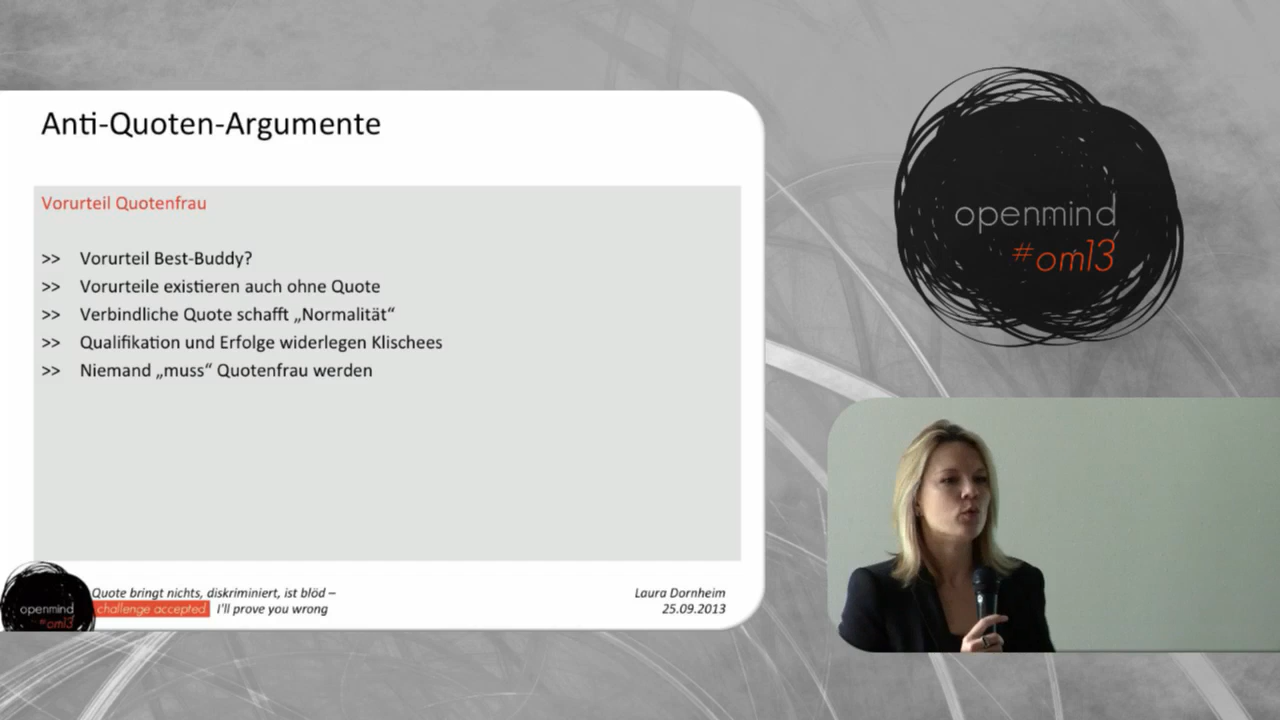 Anti-Quoten-Argumente
Vorurteil Quotenfrau
>> Vorurteil Best-Buddy?
>> Vorurteile existieren auch ohne Quote
>> Verbindliche Quote schafft „Normalität“
>> Qualifikation und Erfolge widerlegen Klischees
>> Niemand „muss“ Quotenfrau werden
openmind
#om13
Quote bringt nichts, diskriminiert, ist blöd –
challenge accepted I'll prove you wrong
Laura Dornheim
25.09.2013
openmind
#om13